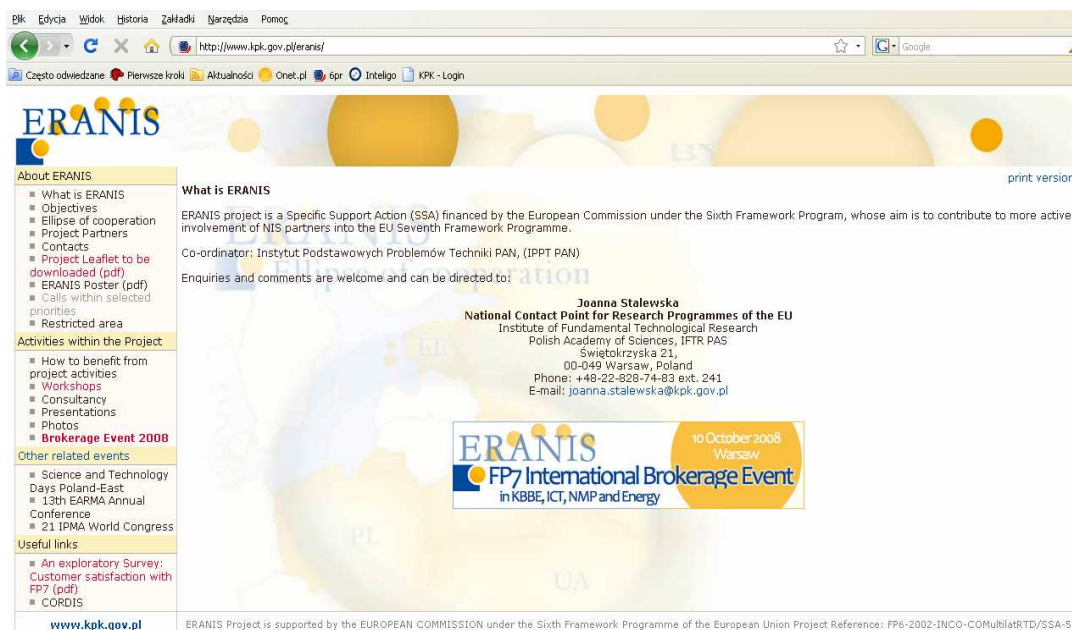 Plik Edycja Widok Historia Zakładki Narzędzia Pomoc
http://www.kpk.gov.pl/eranis/
Google
Często odwiedzane Pierwsze kroki Aktualności Onet.pl 6pr Inteligo KPK - Login
ERANIS
BY
About ERANIS
What is ERANIS
Objectives
Ellipse of cooperation
Project Partners
Contacts
Project Leaflet to be
downloaded (pdf)
ERANIS Poster (pdf)
Calls within selected
priorities
Restricted area
Activities within the Project
How to benefit from
project activities
Workshops
Consultancy
Presentations
Photos
Brokerage Event 2008
Other related events
Science and Technology
Days Poland-East
13th EARMA Annual
Conference
21 IPMA World Congress
Useful links
An exploratory Survey:
Customer satisfaction with
FP7 (pdf)
CORDIS
www.kpk.gov.pl
print version
What is ERANIS
ERANIS project is a Specific Support Action (SSA) financed by the European Commission under the Sixth Framework Program, whose aim is to contribute to more active
involvement of NIS partners into the EU Seventh Framework Programme.
ERANIS
Co-ordinator: Instytut Podstawowych Problemów Techniki PAN, (IPPT PAN)
Ellipse of cooperation
Enquiries and comments are welcome and can be directed to:
Joanna Stalewska
National Contact Point for Research Programmes of the EU
Institute of Fundamental Technological Research
Polish Academy of Sciences, IFTR PAS
Świętokrzyska 21,
00-049 Warsaw, Poland
Phone: +48-22-828-74-83 ext. 241
E-mail: joanna.stalewska@kpk.gov.pl
EE
ERANIS
10 October 2008
Warsaw
FP7 International Brokerage Event
in KBBE, ICT, NMP and Energy
PL
UA
ERANIS Project is supported by the EUROPEAN COMMISSION under the Sixth Framework Programme of the European Union Project Reference: FP6-2002-INCO-COMultilatRTD/SSA-5